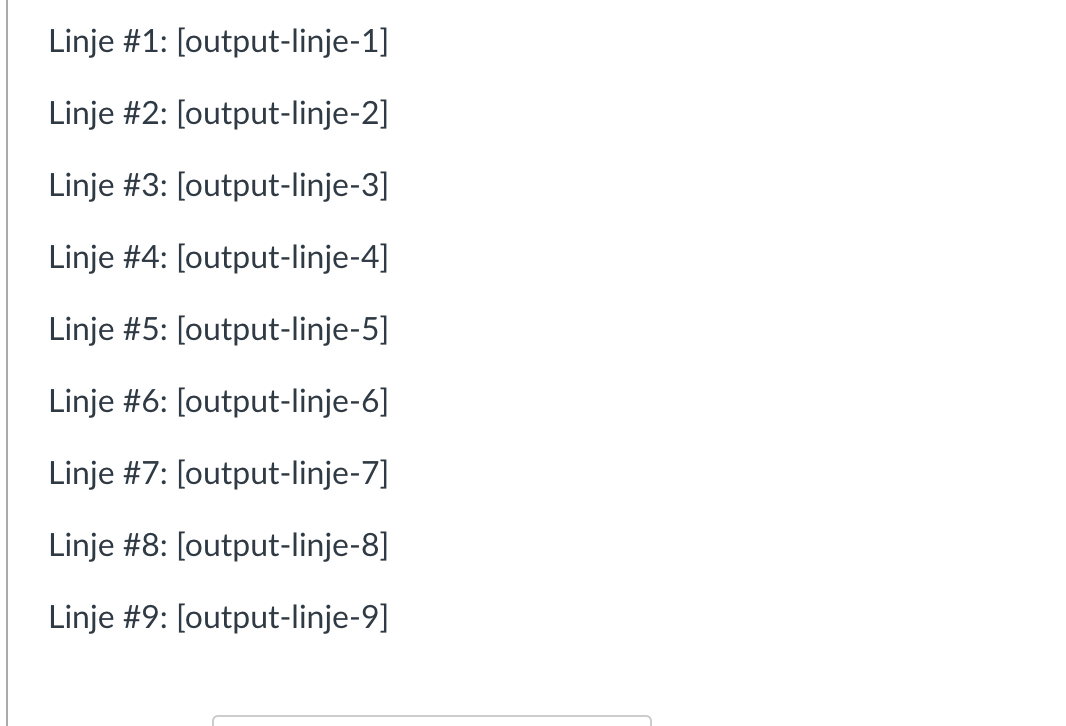 Linje #1: [output-linje-1]
Linje #2: [output-linje-2]
Linje #3: [output-linje-3]
Linje #4: [output-linje-4]
Linje #5: [output-linje-5]
Linje #6: [output-linje-6]
Linje #7: [output-linje-7]
Linje #8: [output-linje-8]
Linje #9: [output-linje-9]